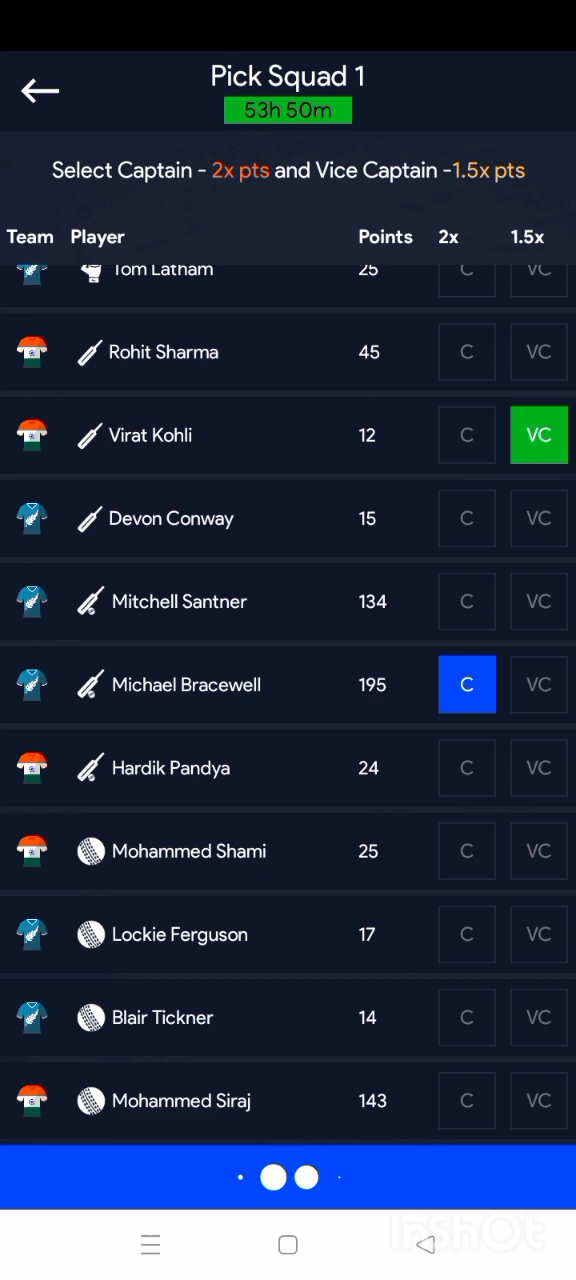 Pick Squad 1
53h 50m
Select Captain - 2x pts and Vice Captain -1.5x pts
Team Player Points 2x 1.5x
Tom Latham 25 C VC
Rohit Sharma 45 C VC
Virat Kohli 12 C VC
Devon Conway 15 C VC
Mitchell Santner 134 C VC
Michael Bracewell 195 C VC
Hardik Pandya 24 C VC
Mohammed Shami 25 C VC
Lockie Ferguson 17 C VC
Blair Tickner 14 C VC
Mohammed Siraj 143 C VC
InShOt